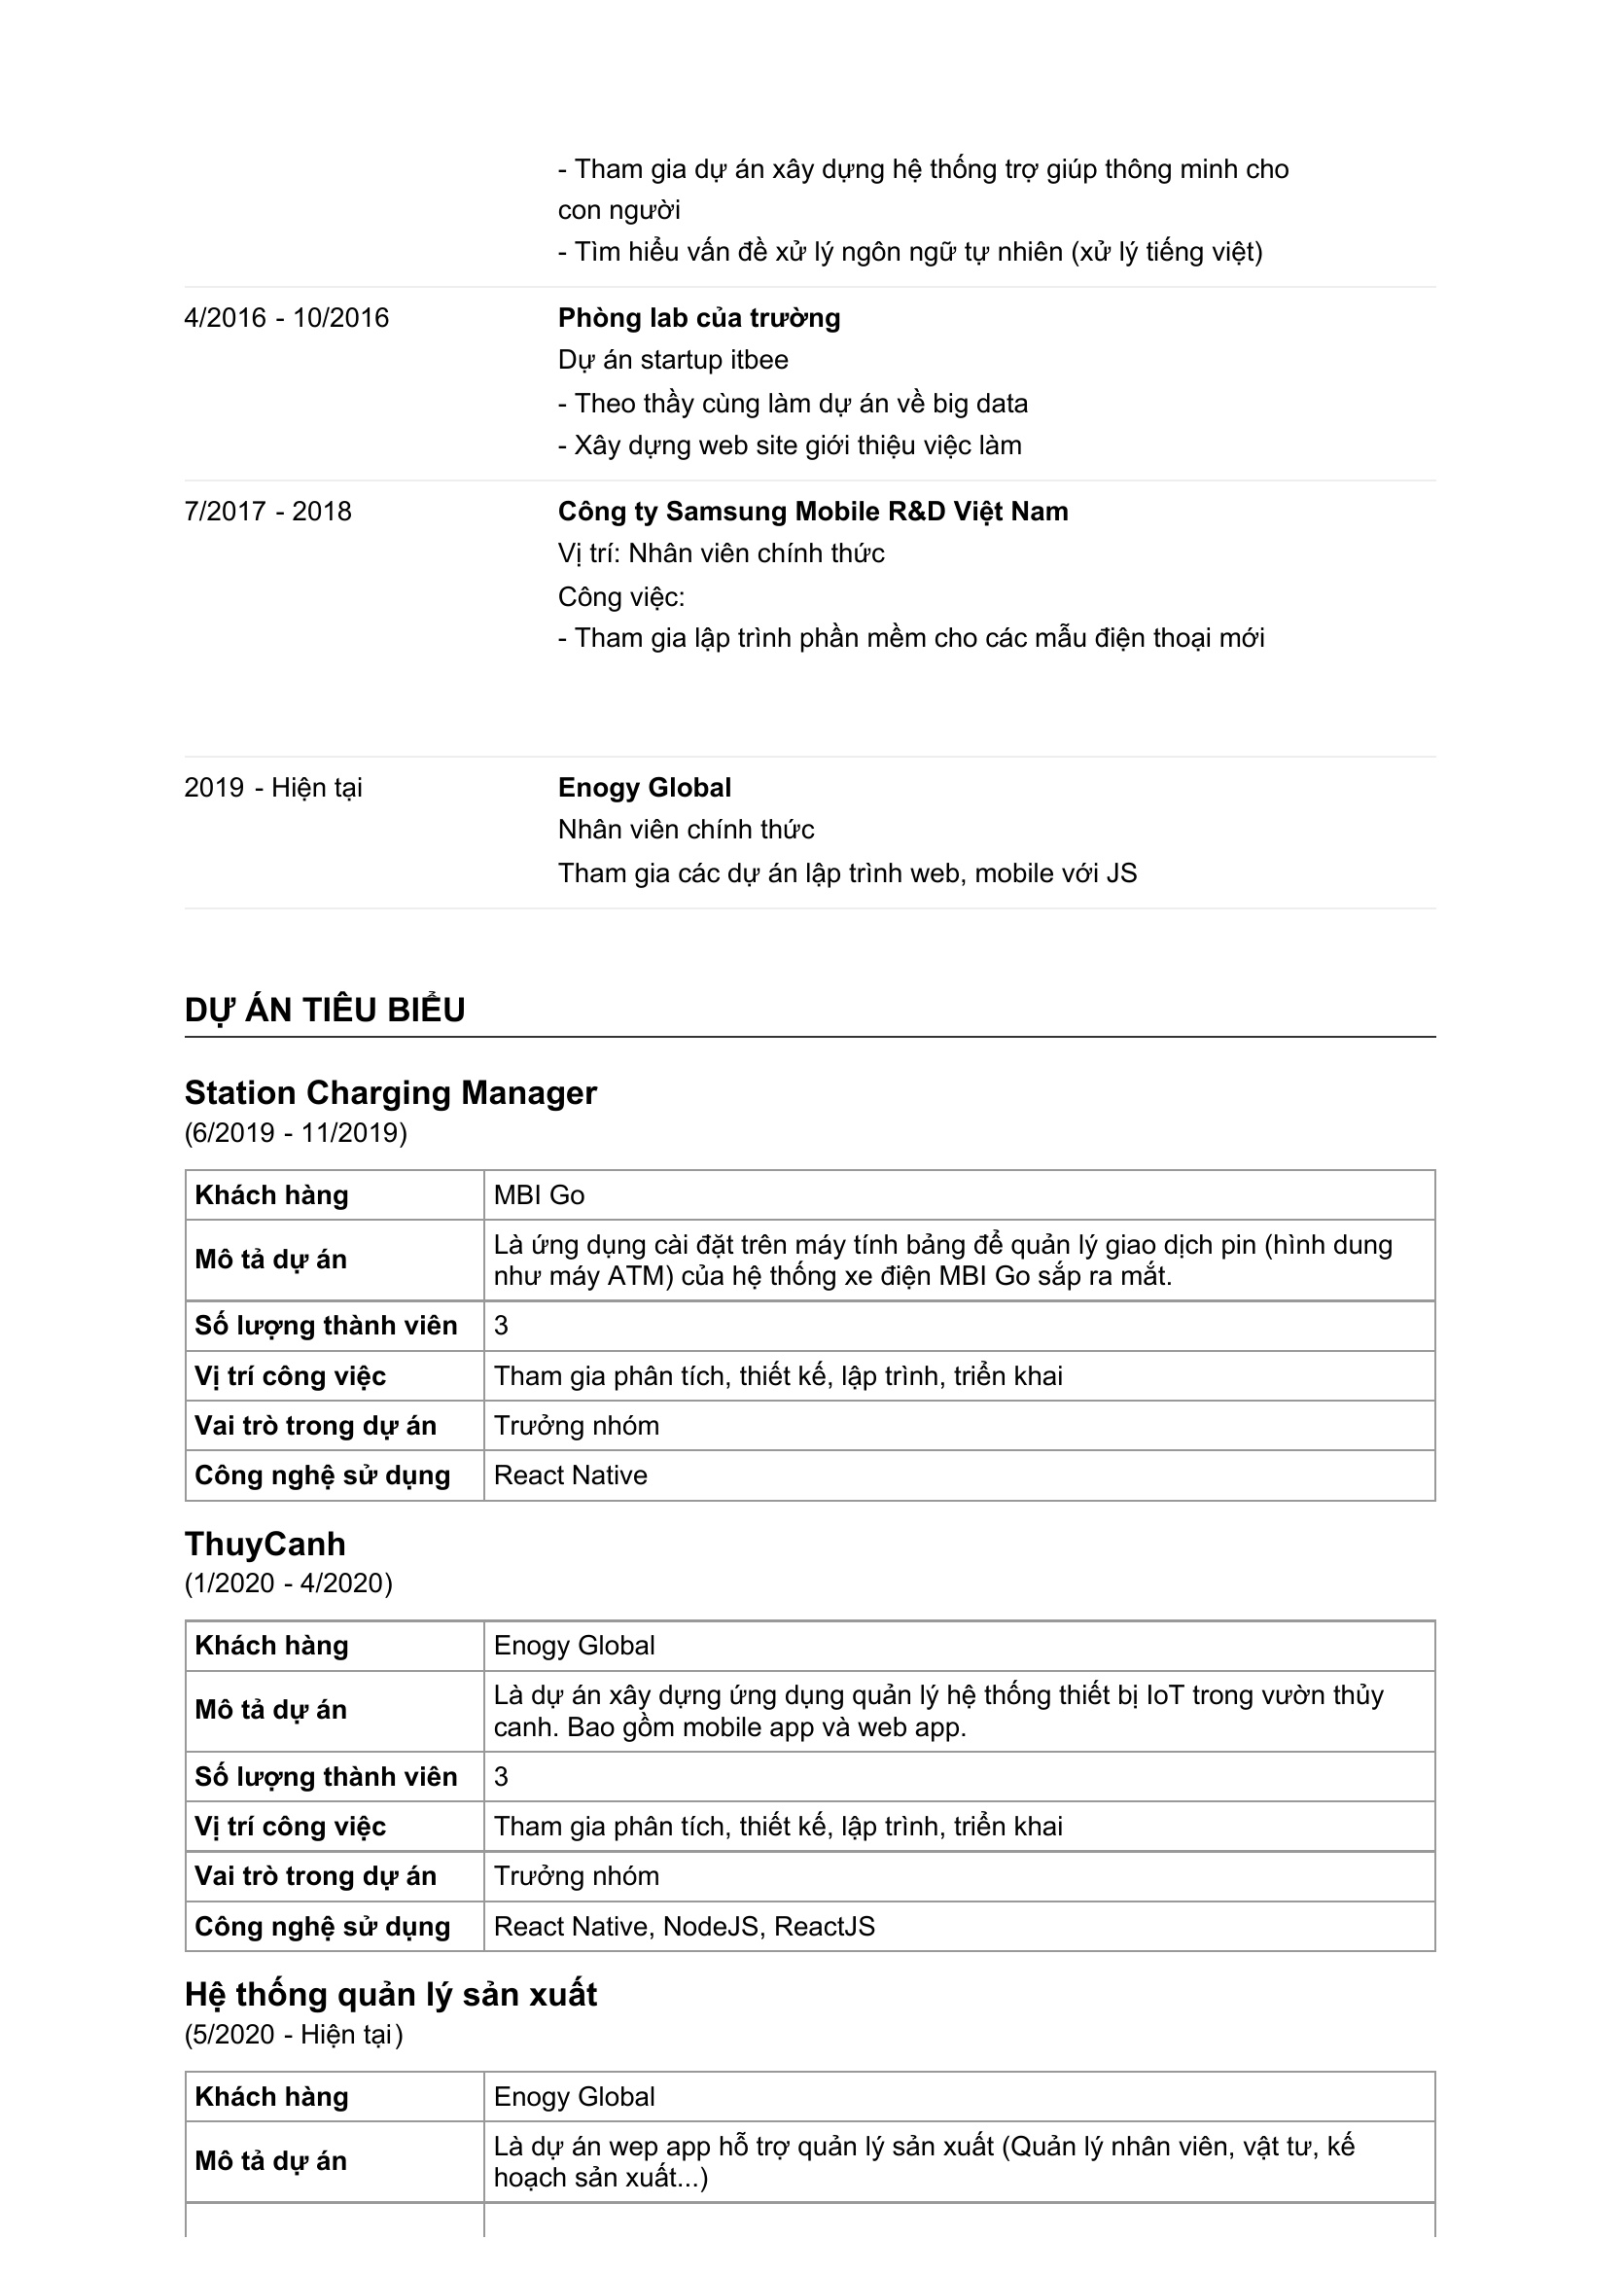 - Tham gia dự án xây dựng hệ thống trợ giúp thông minh cho
con người
- Tìm hiểu vấn đề xử lý ngôn ngữ tự nhiên (xử lý tiếng việt)
4/2016 - 10/2016
Phòng lab của trường
Dự án startup itbee
- Theo thầy cùng làm dự án về big data
- Xây dựng web site giới thiệu việc làm
7/2017 - 2018
Công ty Samsung Mobile R&D Việt Nam
Vị trí: Nhân viên chính thức
Công việc:
- Tham gia lập trình phần mềm cho các mẫu điện thoại mới
2019 - Hiện tại
Enogy Global
Nhân viên chính thức
Tham gia các dự án lập trình web, mobile với JS
DỰ ÁN TIÊU BIỂU
Station Charging Manager
(6/2019 - 11/2019)
Khách hàng
MBI Go
Mô tả dự án
Là ứng dụng cài đặt trên máy tính bảng để quản lý giao dịch pin (hình dung
như máy ATM) của hệ thống xe điện MBI Go sắp ra mắt.
Số lượng thành viên
3
Vị trí công việc
Tham gia phân tích, thiết kế, lập trình, triển khai
Vai trò trong dự án
Trưởng nhóm
Công nghệ sử dụng
React Native
ThuyCanh
(1/2020 - 4/2020)
Khách hàng
Enogy Global
Mô tả dự án
Là dự án xây dựng ứng dụng quản lý hệ thống thiết bị IoT trong vườn thủy
canh. Bao gồm mobile app và web app.
Số lượng thành viên
3
Vị trí công việc
Tham gia phân tích, thiết kế, lập trình, triển khai
Vai trò trong dự án
Trưởng nhóm
Công nghệ sử dụng
React Native, NodeJS, ReactJS
Hệ thống quản lý sản xuất
(5/2020 - Hiện tại)
Khách hàng
Enogy Global
Mô tả dự án
Là dự án wep app hỗ trợ quản lý sản xuất (Quản lý nhân viên, vật tư, kế
hoạch sản xuất...)